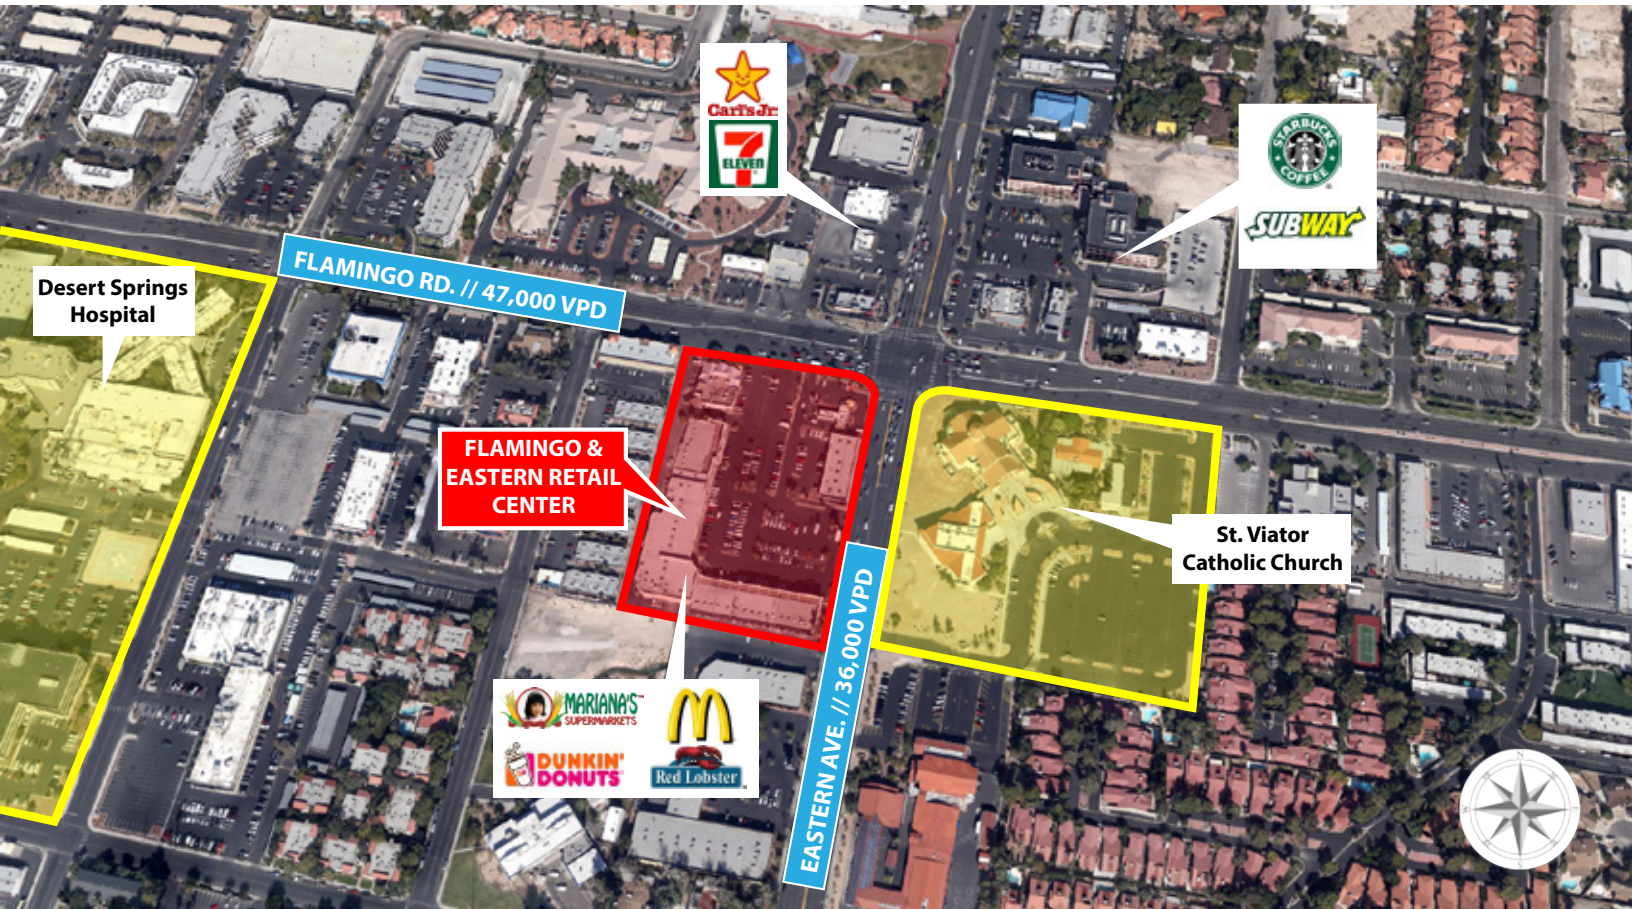 Carl's Jr.
7
ELEVEN
STARBUCKS
COFFEE
SUBWAY
FLAMINGO RD. // 47,000 VPD
Desert Springs
Hospital
FLAMINGO &
EASTERN RETAIL
CENTER
St. Viator
Catholic Church
EASTERN AVE. // 36,000 VPD
MARIANA'S
SUPERMARKETS
DUNKIN'
DONUTS
Red Lobster
N